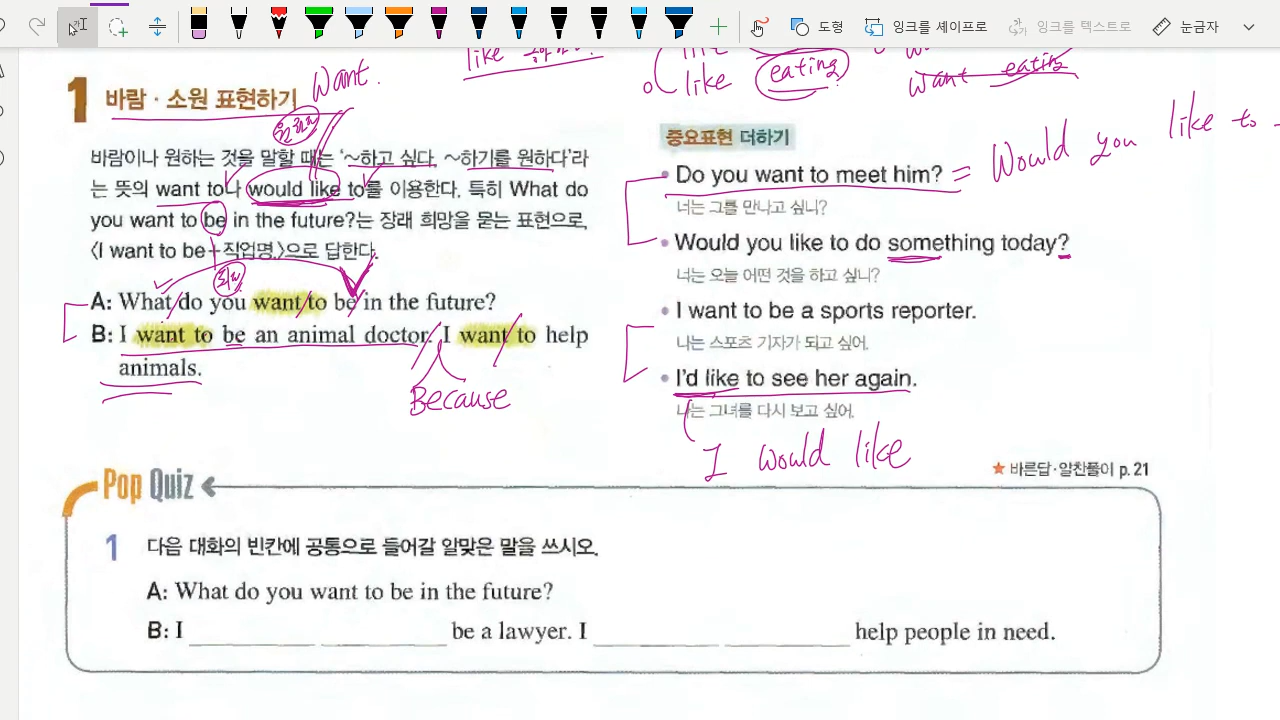 도형
잉크를 셰이프로
잉크를 텍스트로
눈금자
like
like
eating
want eating
1 바람·소원 표현하기
Want.
원하다
바람이나 원하는 것을 말할 때는 '~하고 싶다, ~하기를 원하다'라
는 뜻의 want to나 would like to를 이용한다. 특히 What do
you want to be in the future?는 장래 희망을 묻는 표현으로,
〈I want to be+직업명.〉으로 답한다.
되다
A: What do you want to be in the future?
B: I want to be an animal doctor. I want to help
animals.
Because
중요표현 더하기
• Do you want to meet him? = Would you like to
너는 그를 만나고 싶니?
• Would you like to do something today?
너는 오늘 어떤 것을 하고 싶니?
• I want to be a sports reporter.
나는 스포츠 기자가 되고 싶어.
• I'd like to see her again.
나는 그녀를 다시 보고 싶어.
I would like
★ 바른답·알찬풀이 p.21
Pop Quiz
1 다음 대화의 빈칸에 공통으로 들어갈 알맞은 말을 쓰시오.
A: What do you want to be in the future?
B: I ________ ________ be a lawyer. I ________ ________ help people in need.